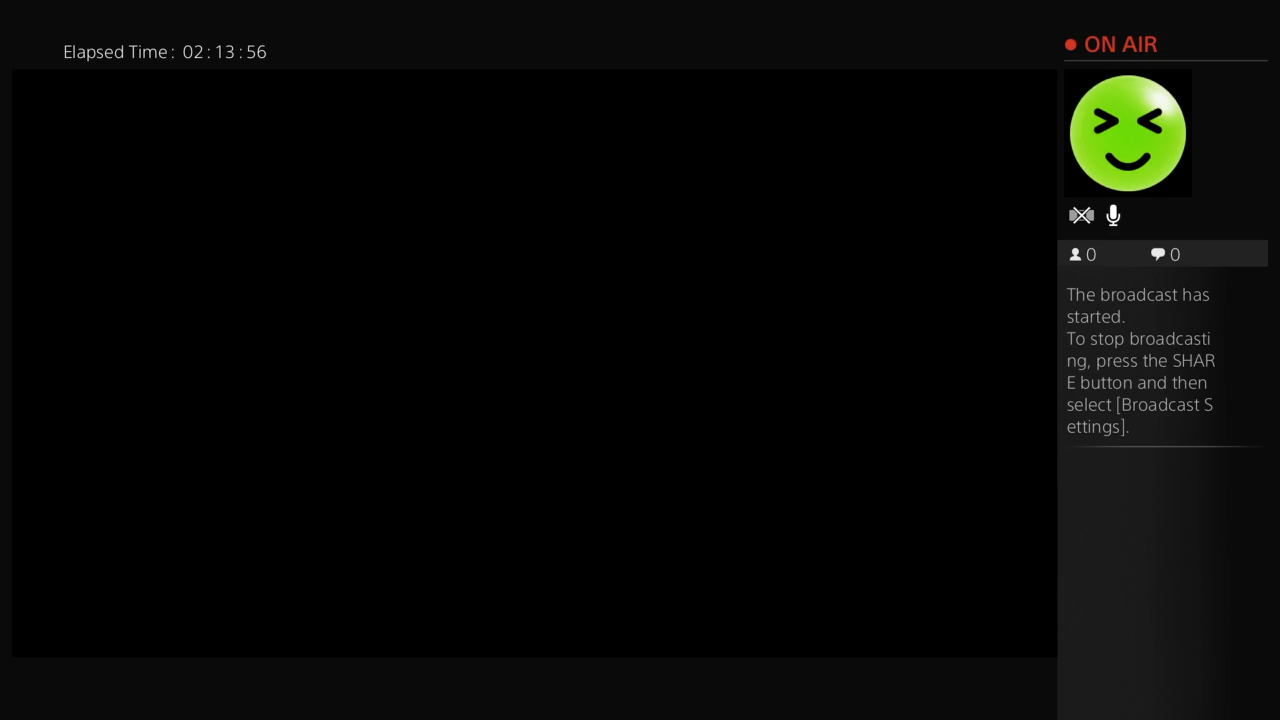 Elapsed Time: 02:13:56
ON AIR
0 0
The broadcast has
started.
To stop broadcasti
ng, press the SHAR
E button and then
select [Broadcast S
ettings].